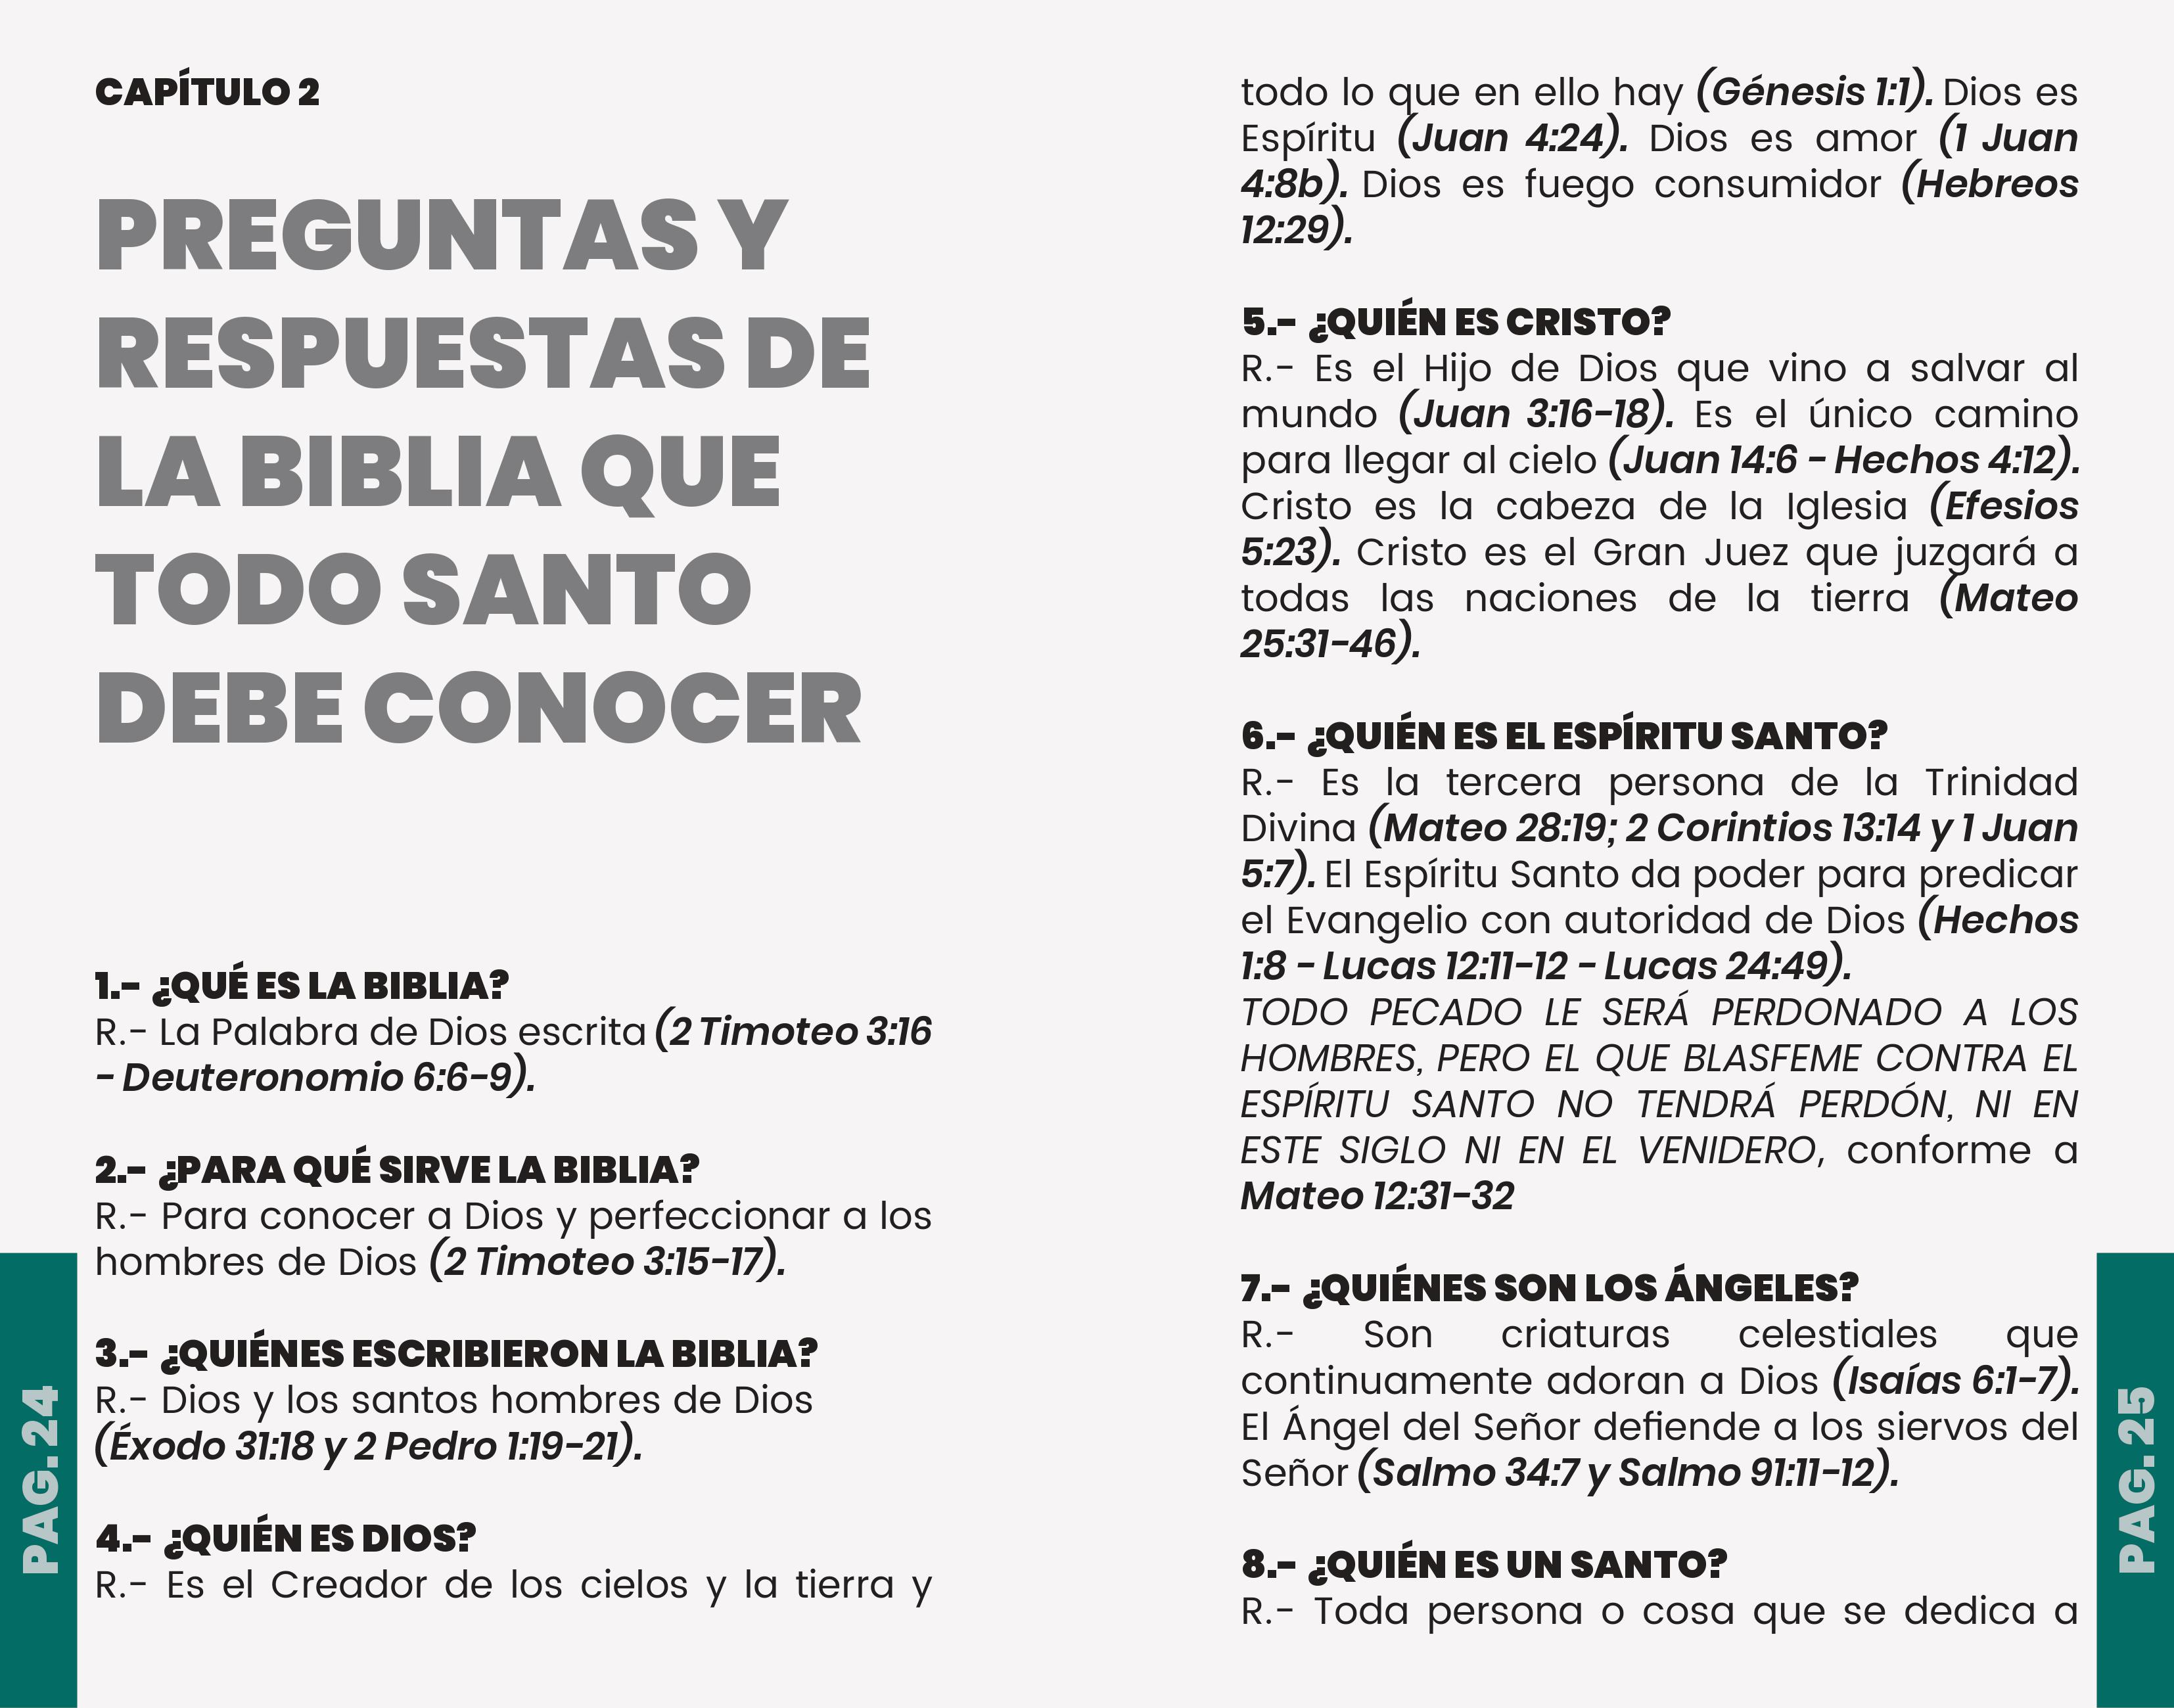 CAPÍTULO 2
PREGUNTAS Y
RESPUESTAS DE
LA BIBLIA QUE
TODO SANTO
DEBE CONOCER
1.- ¿QUÉ ES LA BIBLIA?
R.- La Palabra de Dios escrita (2 Timoteo 3:16
- Deuteronomio 6:6-9).
2.- ¿PARA QUÉ SIRVE LA BIBLIA?
R.- Para conocer a Dios y perfeccionar a los
hombres de Dios (2 Timoteo 3:15-17).
3.- ¿QUIÉNES ESCRIBIERON LA BIBLIA?
R.- Dios y los santos hombres de Dios
(Éxodo 31:18 y 2 Pedro 1:19-21).
4.- ¿QUIÉN ES DIOS?
R.- Es el Creador de los cielos y la tierra y
PAG. 24
todo lo que en ello hay (Génesis 1:1). Dios es
Espíritu (Juan 4:24). Dios es amor (1 Juan
4:8b). Dios es fuego consumidor (Hebreos
12:29).
5.- ¿QUIÉN ES CRISTO?
R.- Es el Hijo de Dios que vino a salvar al
mundo (Juan 3:16-18). Es el único camino
para llegar al cielo (Juan 14:6 - Hechos 4:12).
Cristo es la cabeza de la Iglesia (Efesios
5:23). Cristo es el Gran Juez que juzgará a
todas las naciones de la tierra (Mateo
25:31-46).
6.- ¿QUIÉN ES EL ESPÍRITU SANTO?
R.- Es la tercera persona de la Trinidad
Divina (Mateo 28:19; 2 Corintios 13:14 y 1 Juan
5:7). El Espíritu Santo da poder para predicar
el Evangelio con autoridad de Dios (Hechos
1:8 - Lucas 12:11-12 - Lucas 24:49).
TODO PECADO LE SERÁ PERDONADO A LOS
HOMBRES, PERO EL QUE BLASFEME CONTRA EL
ESPÍRITU SANTO NO TENDRÁ PERDÓN, NI EN
ESTE SIGLO NI EN EL VENIDERO, conforme a
Mateo 12:31-32
7.- ¿QUIÉNES SON LOS ÁNGELES?
R.- Son criaturas celestiales que
continuamente adoran a Dios (Isaías 6:1-7).
El Ángel del Señor defiende a los siervos del
Señor (Salmo 34:7 y Salmo 91:11-12).
8.- ¿QUIÉN ES UN SANTO?
R.- Toda persona o cosa que se dedica a
PAG. 25